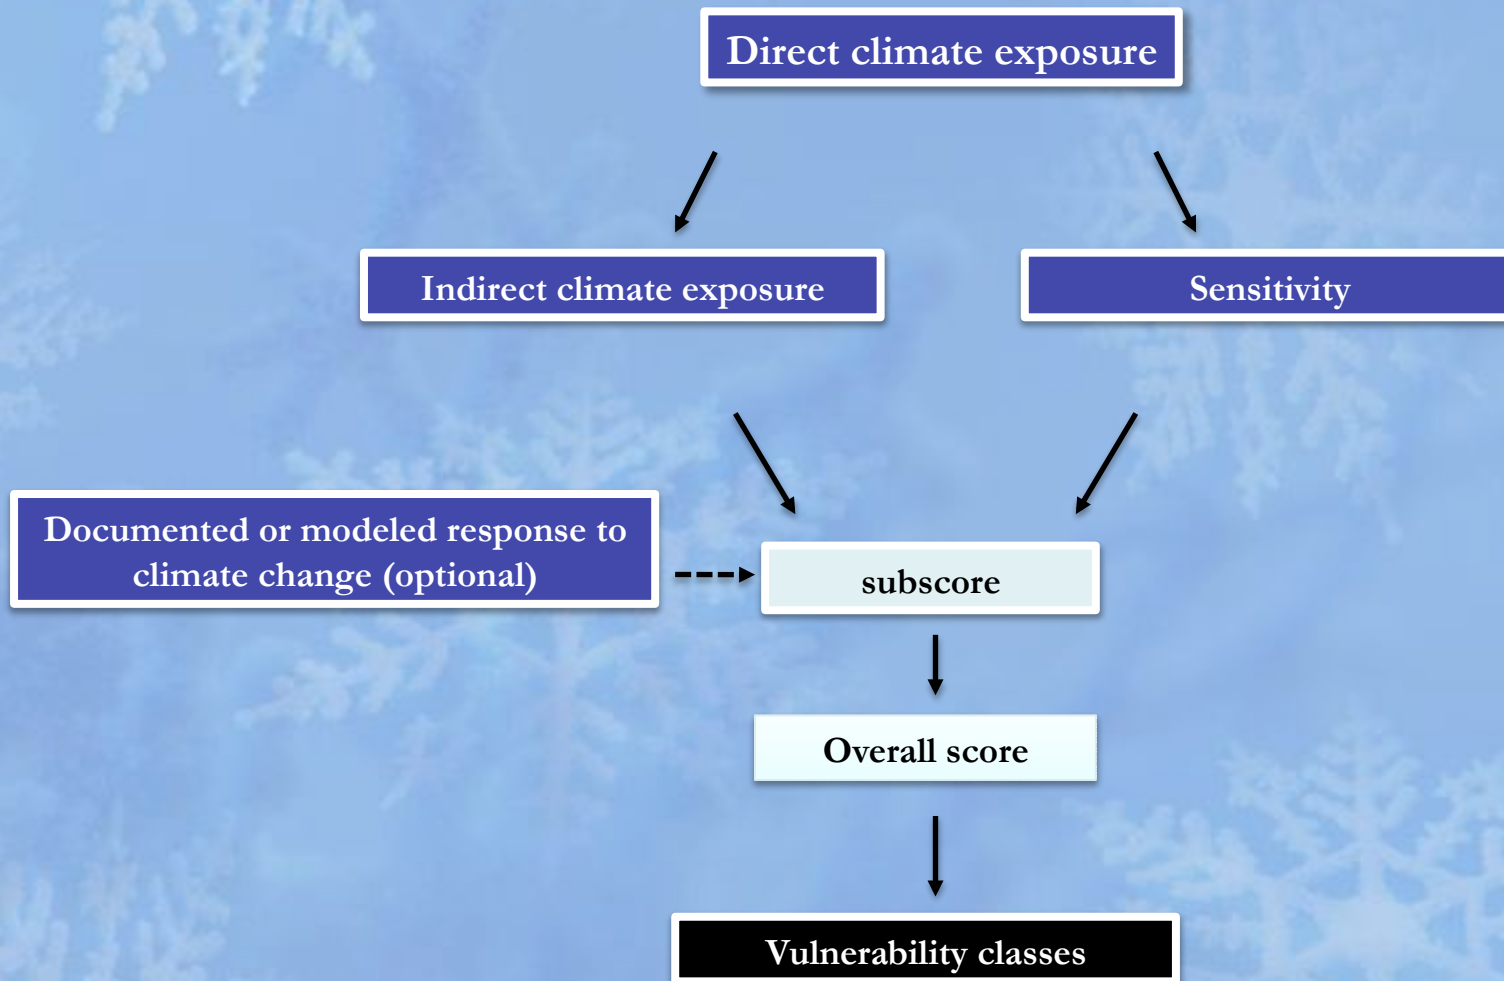 Direct climate exposure
Indirect climate exposure
Sensitivity
Documented or modeled response to
climate change (optional)
subscore
Overall score
Vulnerability classes